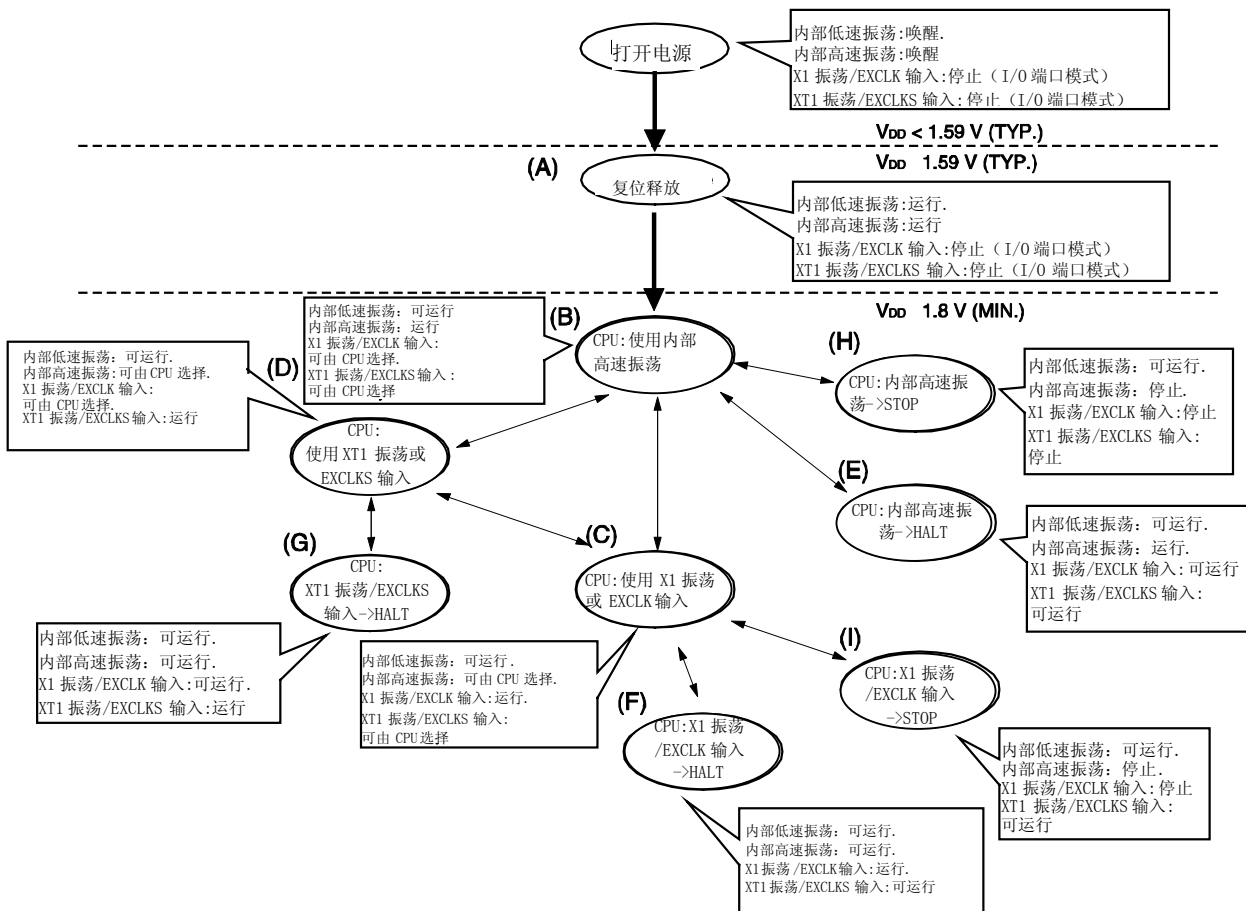 打开电源
内部低速振荡:唤醒.
内部高速振荡:唤醒
X1 振荡/EXCLK 输入:停止（I/O 端口模式）
XT1 振荡/EXCLKS 输入:停止（I/O 端口模式）
VDD < 1.59 V (TYP.)
VDD 1.59 V (TYP.)
(A)
复位释放
内部低速振荡:运行.
内部高速振荡:运行
X1 振荡/EXCLK 输入:停止（I/O 端口模式）
XT1 振荡/EXCLKS 输入:停止（I/O 端口模式）
VDD 1.8 V (MIN.)
内部低速振荡: 可运行
内部高速振荡: 运行
X1 振荡/EXCLK 输入:
可由 CPU 选择.
XT1 振荡/EXCLKS 输入:
可由 CPU 选择
(B)
CPU:使用内部
高速振荡
(H)
CPU:内部高速振
荡->STOP
内部低速振荡: 可运行.
内部高速振荡: 停止.
X1 振荡/EXCLK 输入:停止
XT1 振荡/EXCLKS 输入:
停止
内部低速振荡: 可运行.
内部高速振荡:可由 CPU 选择.
X1 振荡/EXCLK 输入:
可由 CPU 选择.
XT1 振荡/EXCLKS 输入:运行
(D)
CPU:
使用 XT1 振荡或
EXCLKS 输入
(E)
CPU:内部高速振
荡->HALT
内部低速振荡: 可运行.
内部高速振荡: 运行.
X1 振荡/EXCLK 输入:可运行
XT1 振荡/EXCLKS 输入:
可运行
(G)
CPU:
XT1 振荡/EXCLKS
输入->HALT
内部低速振荡: 可运行.
内部高速振荡: 可运行.
X1 振荡/EXCLK 输入:可运行.
XT1 振荡/EXCLKS 输入:运行
(C)
CPU:使用 X1 振荡
或 EXCLK 输入
内部低速振荡: 可运行.
内部高速振荡: 可由 CPU 选择.
X1 振荡/EXCLK 输入:运行.
XT1 振荡/EXCLKS 输入:
可由 CPU 选择
(I)
CPU:X1 振荡
/EXCLK 输入
->STOP
内部低速振荡: 可运行.
内部高速振荡: 停止.
X1 振荡/EXCLK 输入:停止
XT1 振荡/EXCLKS 输入:
可运行
(F)
CPU:X1 振荡
/EXCLK 输入
->HALT
内部低速振荡: 可运行.
内部高速振荡: 可运行.
X1 振荡/EXCLK 输入:运行.
XT1 振荡/EXCLKS 输入:可运行